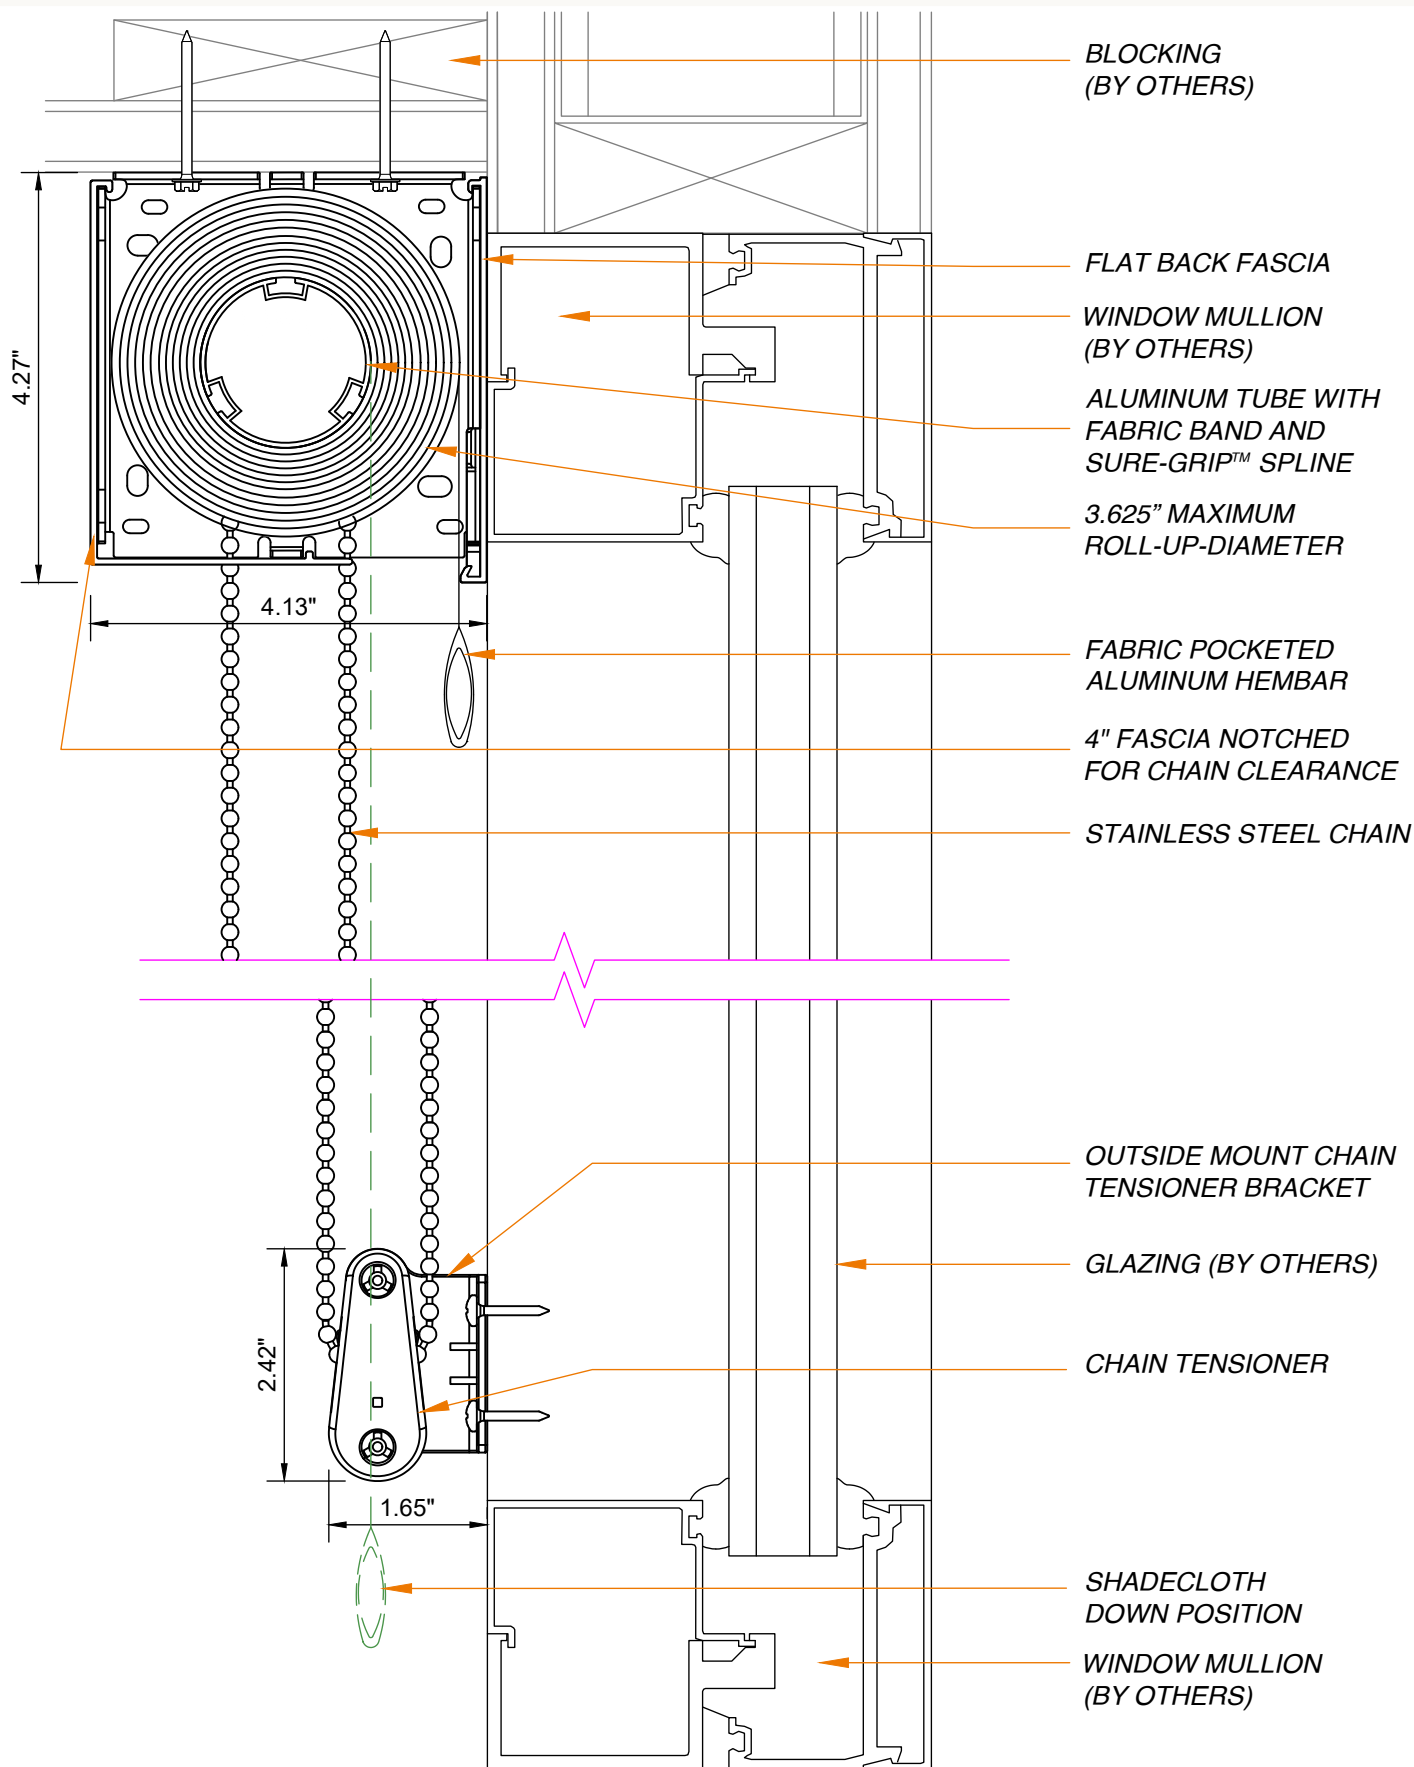 BLOCKING
(BY OTHERS)
FLAT BACK FASCIA
WINDOW MULLION
(BY OTHERS)
4.27"
ALUMINUM TUBE WITH
FABRIC BAND AND
SURE-GRIP™ SPLINE
3.625” MAXIMUM
ROLL-UP-DIAMETER
4.13"
FABRIC POCKETED
ALUMINUM HEMBAR
4" FASCIA NOTCHED
FOR CHAIN CLEARANCE
STAINLESS STEEL CHAIN
OUTSIDE MOUNT CHAIN
TENSIONER BRACKET
GLAZING (BY OTHERS)
2.42"
CHAIN TENSIONER
1.65"
SHADECLOTH
DOWN POSITION
WINDOW MULLION
(BY OTHERS)